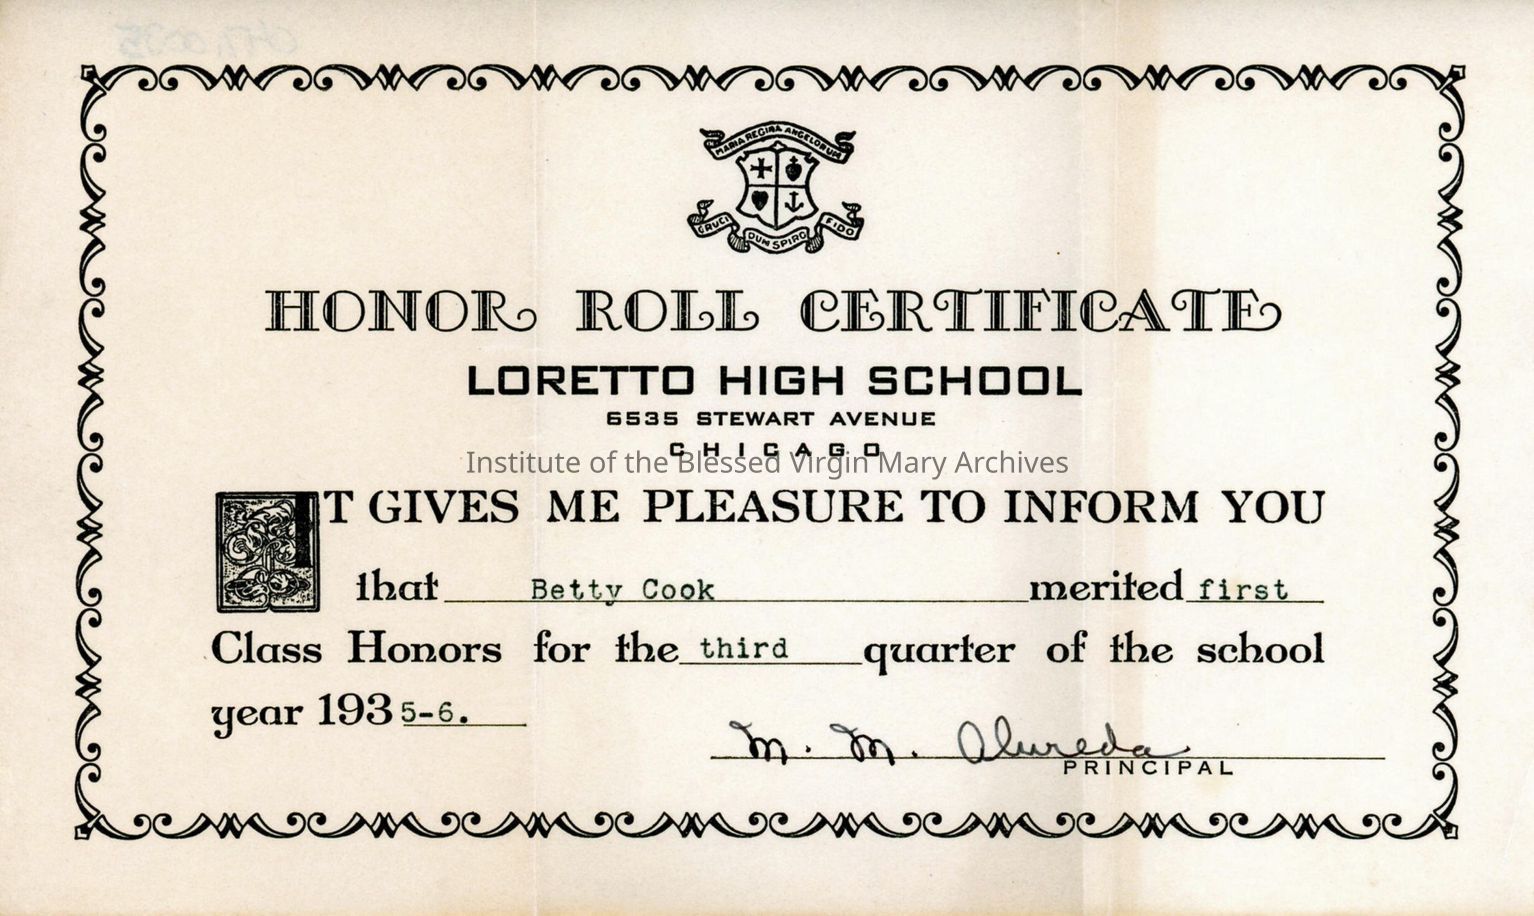 MARIA REGINA ANGELORUM
CRUCI DUM SPIRO FIDO
HONOR ROLL CERTIFICATE
LORETTO HIGH SCHOOL
6535 STEWART AVENUE
CHICAGO
Institute of the Blessed Virgin Mary Archives
IT GIVES ME PLEASURE TO INFORM YOU
that Betty Cook merited first
Class Honors for the third quarter of the school
year 1935-6.
M. M.
PRINCIPAL